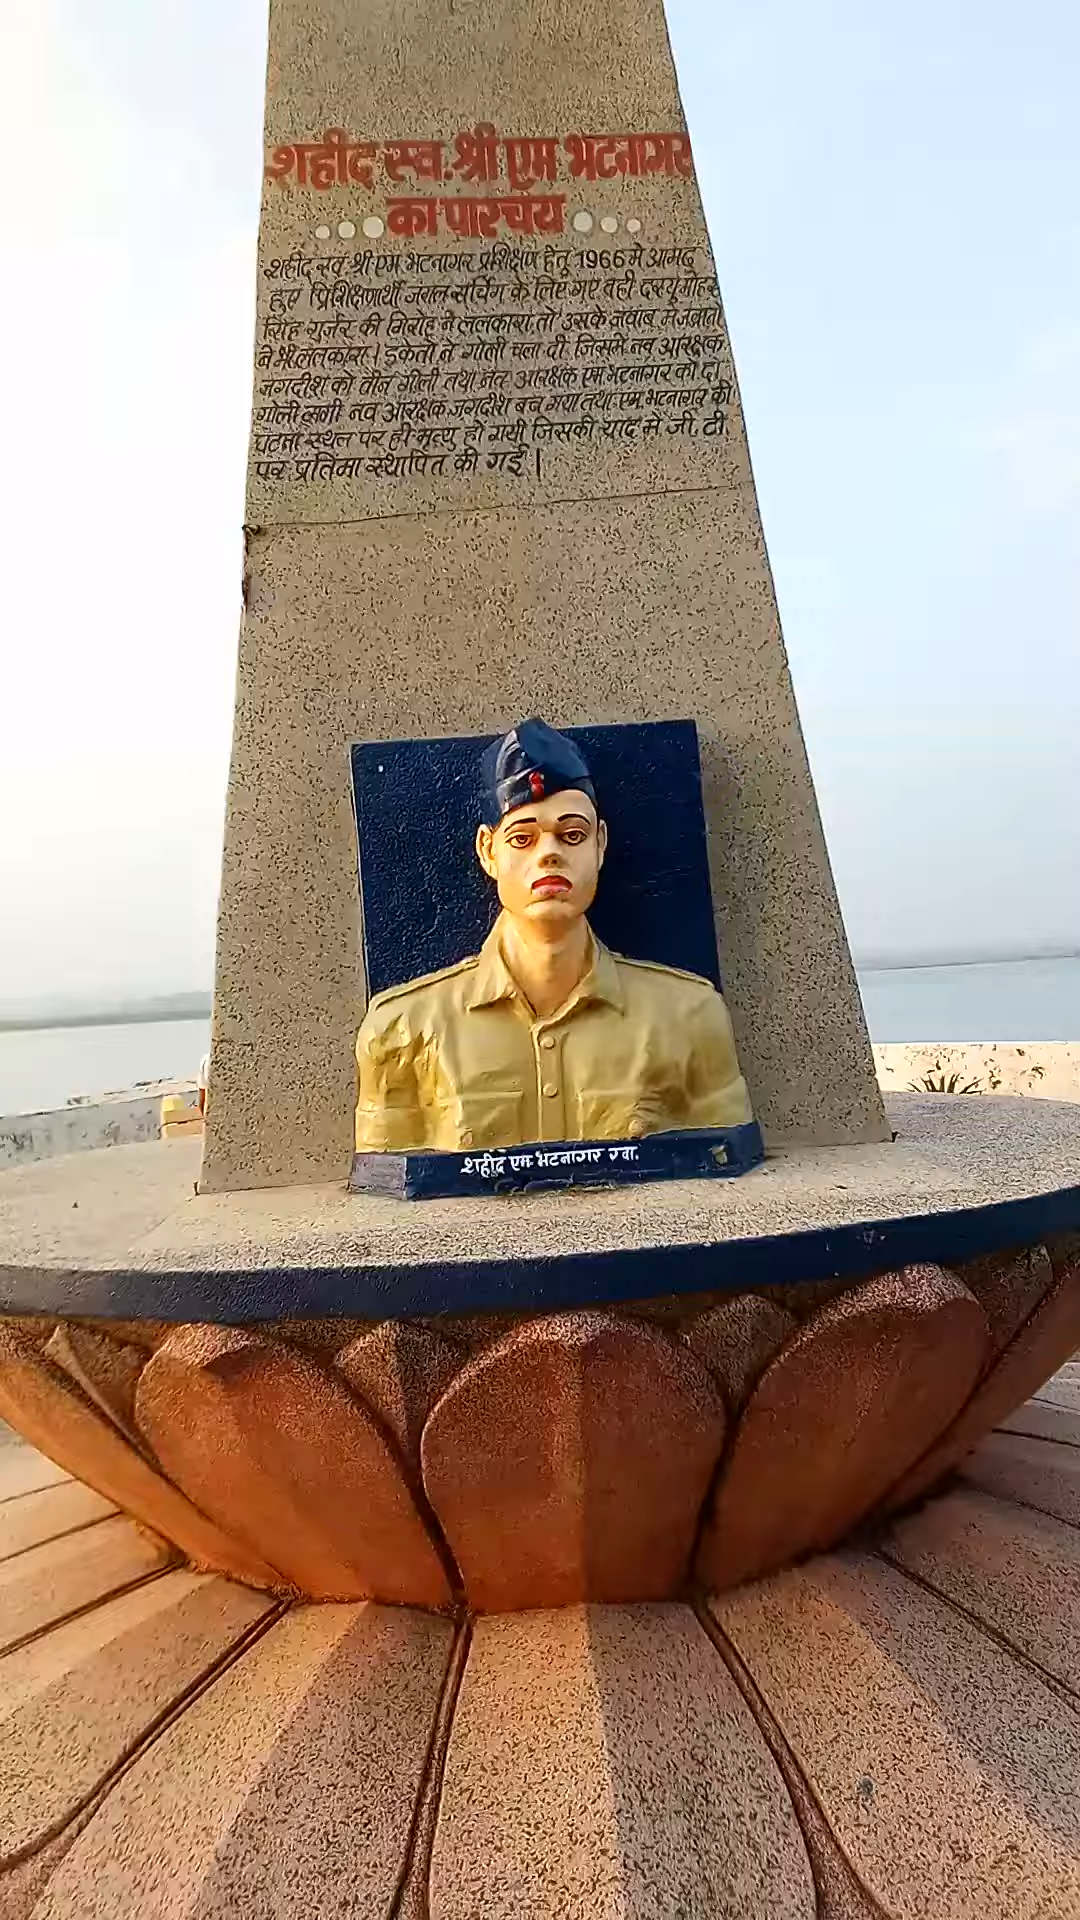 शहीद स्व. श्री एम भटनागर
का परिचय
शहीद स्व. श्री एम. भटनागर प्रशिक्षण हेतु 1966 मे आमद
हुए प्रिशिक्षणार्थी जंगल सर्चिंग के लिए गए वही दस्यू मोहर
सिंह गुर्जर की गिरोह ने ललकारा तो उसके जवाब में जवानो
ने भी ललकारा। डकेतो ने गोली चला दी जिसमें नव आरक्षक
जगदीश को तीन गोली तथा नव आरक्षक एम. भटनागर को दो
गोली लगी नव आरक्षक जगदीश बच गया तथा एम. भटनागर की
घटना स्थल पर ही मृत्यु हो गयी जिसकी याद में जी. टी.
पर प्रतिमा स्थापित की गई।
शहीद एम. भटनागर